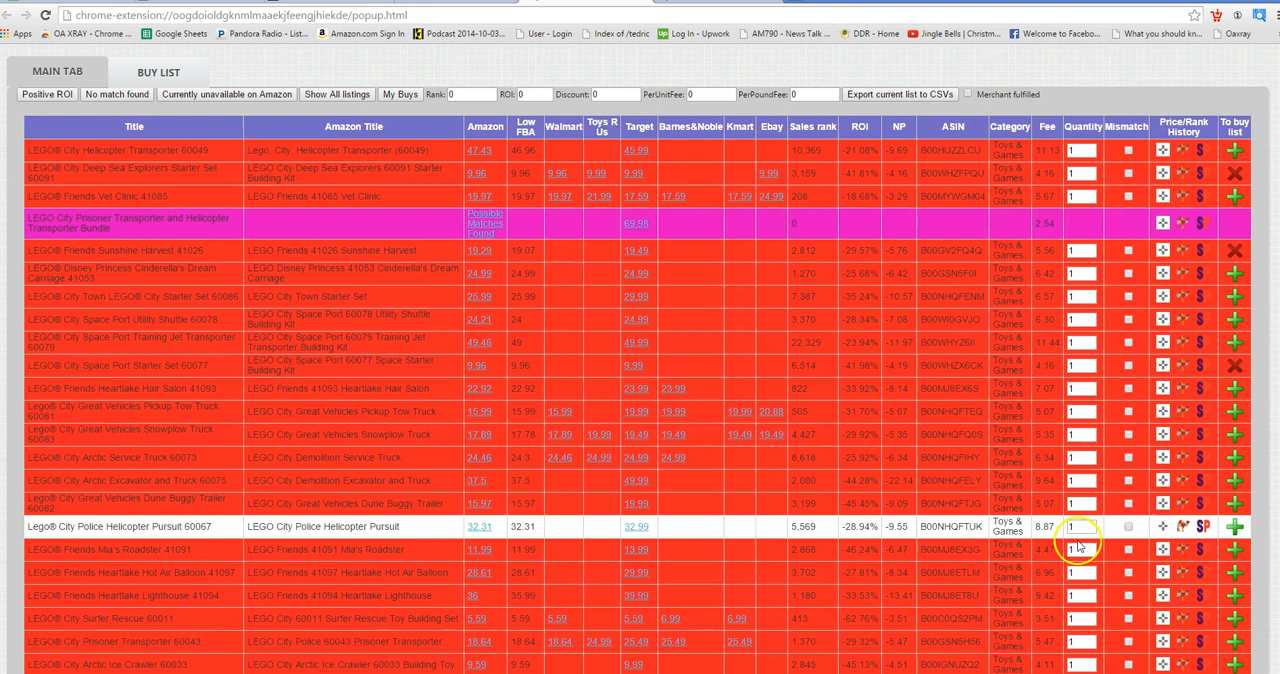 chrome-extension://oogdoioldgknmlmaaekjfeengjhiekde/popup.html
Apps OA XRAY - Chrome ... Google Sheets Pandora Radio - List... Amazon.com Sign In Podcast 2014-10-03... User - Login Index of /tedric Log In - Upwork AM790 - News Talk ... DDR - Home Jingle Bells | Christm... Welcome to Facebo... What you should kn... Oaxray
MAIN TAB BUY LIST
Positive ROI No match found Currently unavailable on Amazon Show All listings My Buys Rank: 0 ROI: 0 Discount: 0 PerUnitFee: 0 PerPoundFee: 0 Export current list to CSVs Merchant fulfilled
Title Amazon Title Amazon Low FBA Walmart Toys R Us Target Barnes&Noble Kmart Ebay Sales rank ROI NP ASIN Category Fee Quantity Mismatch Price/Rank History To buy list
LEGO® City Helicopter Transporter 60049 Lego City Helicopter Transporter (60049) 47.43 46.96 45.99 10,369 -21.08% -9.69 B00HUZZLCU Toys & Games 11.13 1
LEGO® City Deep Sea Explorers Starter Set 60091 LEGO City Deep Sea Explorers 60091 Starter Building Kit 9.96 9.96 9.96 9.99 9.99 9.99 3,159 -41.81% -4.16 B00WHZFPQU Toys & Games 4.16 1
LEGO® Friends Vet Clinic 41085 LEGO Friends 41085 Vet Clinic 19.97 19.97 19.97 21.99 17.59 17.59 17.59 24.99 208 -18.68% -3.29 B00MYWGM04 Toys & Games 5.67 1
LEGO City Prisoner Transporter and Helicopter Transporter Bundle Possible Matches Found 69.98 0 2.54
LEGO® Friends Sunshine Harvest 41026 LEGO Friends 41026 Sunshine Harvest 19.29 19.07 19.49 2,812 -29.57% -5.76 B00GV2FQ4Q Toys & Games 5.56 1
LEGO® Disney Princess Cinderella's Dream Carriage 41053 LEGO Disney Princess 41053 Cinderella's Dream Carriage 24.99 24.99 24.99 1,270 -25.68% -6.42 B00GSN5F0I Toys & Games 6.42 1
LEGO® City Town LEGO® City Starter Set 60086 LEGO City Town Starter Set 25.99 25.99 29.99 7,387 -35.24% -10.57 B00NHQFENM Toys & Games 6.57 1
LEGO® City Space Port Utility Shuttle 60078 LEGO City Space Port 60078 Utility Shuttle Building Kit 24.21 24 24.99 3,370 -28.34% -7.08 B00WI0GVJO Toys & Games 6.30 1
LEGO® City Space Port Training Jet Transporter 60079 LEGO City Space Port 60079 Training Jet Transporter Building Kit 49.46 49 49.99 22,329 -23.94% -11.97 B00WHYZ6II Toys & Games 11.44 1
LEGO® City Space Port Starter Set 60077 LEGO City Space Port 60077 Space Starter Building Kit 9.96 9.96 9.99 6,514 -41.98% -4.19 B00WHZX6CK Toys & Games 4.16 1
LEGO® Friends Heartlake Hair Salon 41093 LEGO Friends 41093 Heartlake Hair Salon 22.92 22.92 23.99 23.99 822 -33.92% -8.14 B00MJ8EX6S Toys & Games 7.07 1
Lego® City Great Vehicles Pickup Tow Truck 60081 LEGO City Great Vehicles Pickup Tow Truck 15.99 15.99 15.99 19.99 19.99 19.99 20.88 505 -31.70% -5.07 B00NHQFTEQ Toys & Games 5.07 1
Lego® City Great Vehicles Snowplow Truck 60083 LEGO City Great Vehicles Snowplow Truck 17.89 17.78 17.89 19.99 19.49 19.49 19.49 19.49 4,427 -29.92% -5.35 B00NHQFQ0S Toys & Games 5.35 1
LEGO® City Arctic Service Truck 60073 LEGO City Demolition Service Truck 24.46 24.3 24.46 24.99 24.99 24.99 8,618 -25.92% -6.34 B00NHQFIHY Toys & Games 6.34 1
LEGO® City Arctic Excavator and Truck 60075 LEGO City Demolition Excavator and Truck 37.5 37.5 49.99 2,080 -44.28% -22.14 B00NHQFELY Toys & Games 9.64 1
Lego® City Great Vehicles Dune Buggy Trailer 60082 LEGO City Great Vehicles Dune Buggy Trailer 15.97 15.97 19.99 3,199 -45.45% -9.09 B00NHQFTJG Toys & Games 5.07 1
Lego® City Police Helicopter Pursuit 60067 LEGO City Police Helicopter Pursuit 32.31 32.31 32.99 5,569 -28.94% -9.55 B00NHQFTUK Toys & Games 8.87 1
LEGO® Friends Mia's Roadster 41091 LEGO Friends 41091 Mia's Roadster 11.99 11.99 13.99 2,868 -46.24% -6.47 B00MJ8EX3G Toys & Games 4.47 1
LEGO® Friends Heartlake Hot Air Balloon 41097 LEGO Friends 41097 Heartlake Hot Air Balloon 28.61 28.61 29.99 3,702 -27.81% -8.34 B00MJ8ETLM Toys & Games 6.96 1
LEGO® Friends Heartlake Lighthouse 41094 LEGO Friends 41094 Heartlake Lighthouse 36 36 39.99 1,180 -33.53% -13.41 B00MJ8ET8U Toys & Games 9.42 1
LEGO® City Surfer Rescue 60011 LEGO City 60011 Surfer Rescue Toy Building Set 5.59 5.59 5.59 5.59 6.99 6.99 413 -62.76% -3.51 B00C0QS2PM Toys & Games 3.51 1
LEGO® City Prisoner Transporter 60043 LEGO City Police 60043 Prisoner Transporter 18.64 18.64 18.64 24.99 25.49 25.49 25.49 1,370 -29.32% -5.47 B00GSN5H56 Toys & Games 5.47 1
LEGO® City Arctic Ice Crawler 60033 LEGO City Arctic Ice Crawler 60033 Building Toy 9.59 9.59 9.99 2,845 -45.13% -4.51 B00IGNUZQ2 Toys & Games 4.11 1